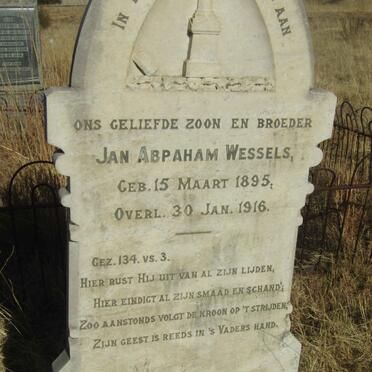 IN
AAN.
ONS GELIEFDE ZOON EN BROEDER
JAN ABPAHAM WESSELS,
GEB. 15 MAART 1895,
OVERL. 30 JAN. 1916.
GEZ. 134. VS. 3.
HIER RUST HIJ UIT VAN AL ZIJN LIJDEN,
HIER EINDIGT AL ZIJN SMAAD EN SCHAND';
ZOO AANSTONDS VOLGT DE KROON OP 'T STRIJDEN,
ZIJN GEEST IS REEDS IN 'S VADERS HAND.